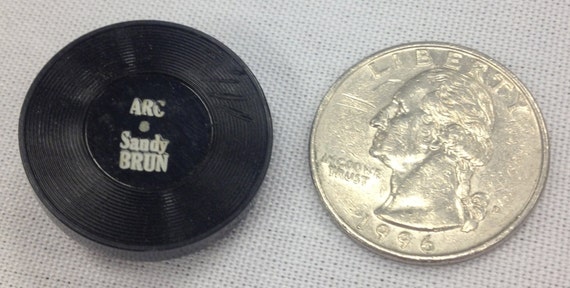 ARC
Sandy
BRUN
LIBERTY
IN GOD WE
TRUST
1996